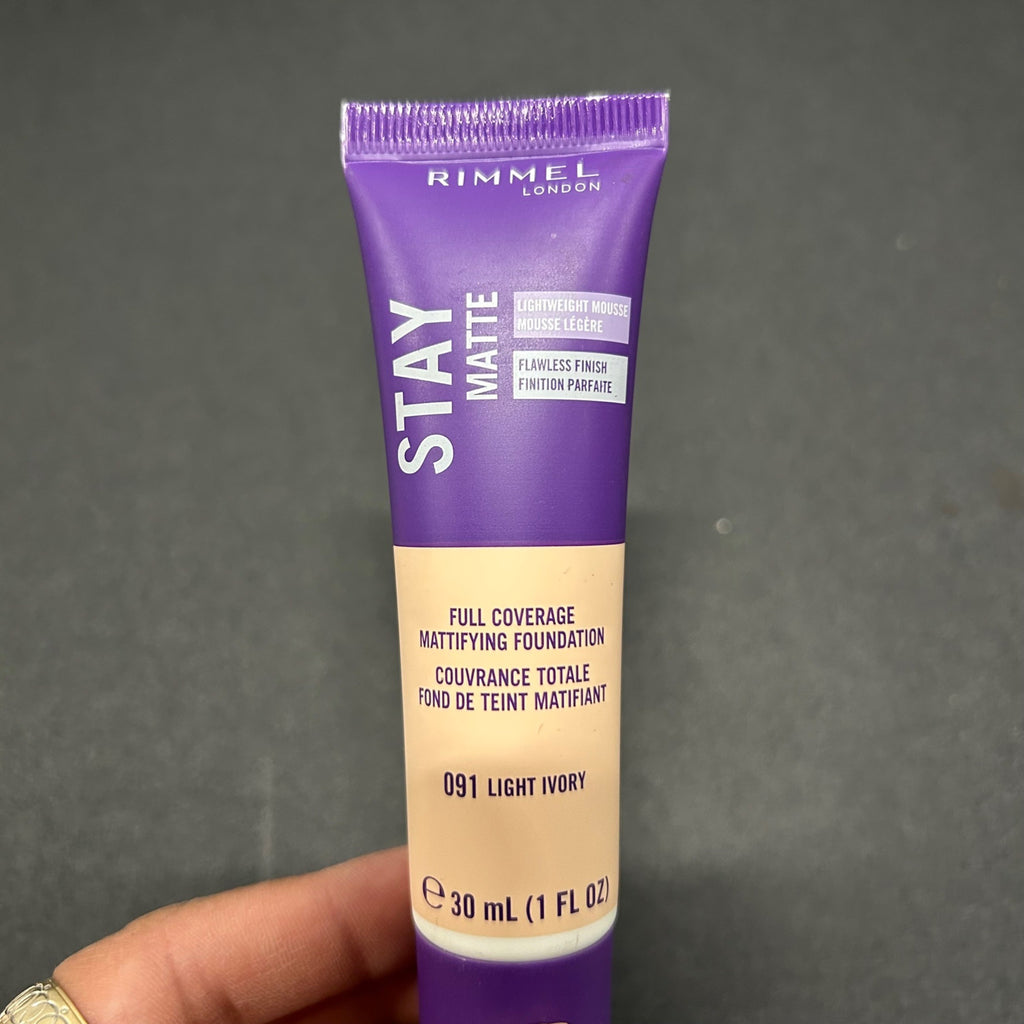 RIMMEL
LONDON
STAY
MATTE
LIGHTWEIGHT MOUSSE
MOUSSE LÉGÈRE
FLAWLESS FINISH
FINITION PARFAITE
FULL COVERAGE
MATTIFYING FOUNDATION
COUVRANCE TOTALE
FOND DE TEINT MATIFIANT
091 LIGHT IVORY
℮ 30 mL (1 FL OZ)